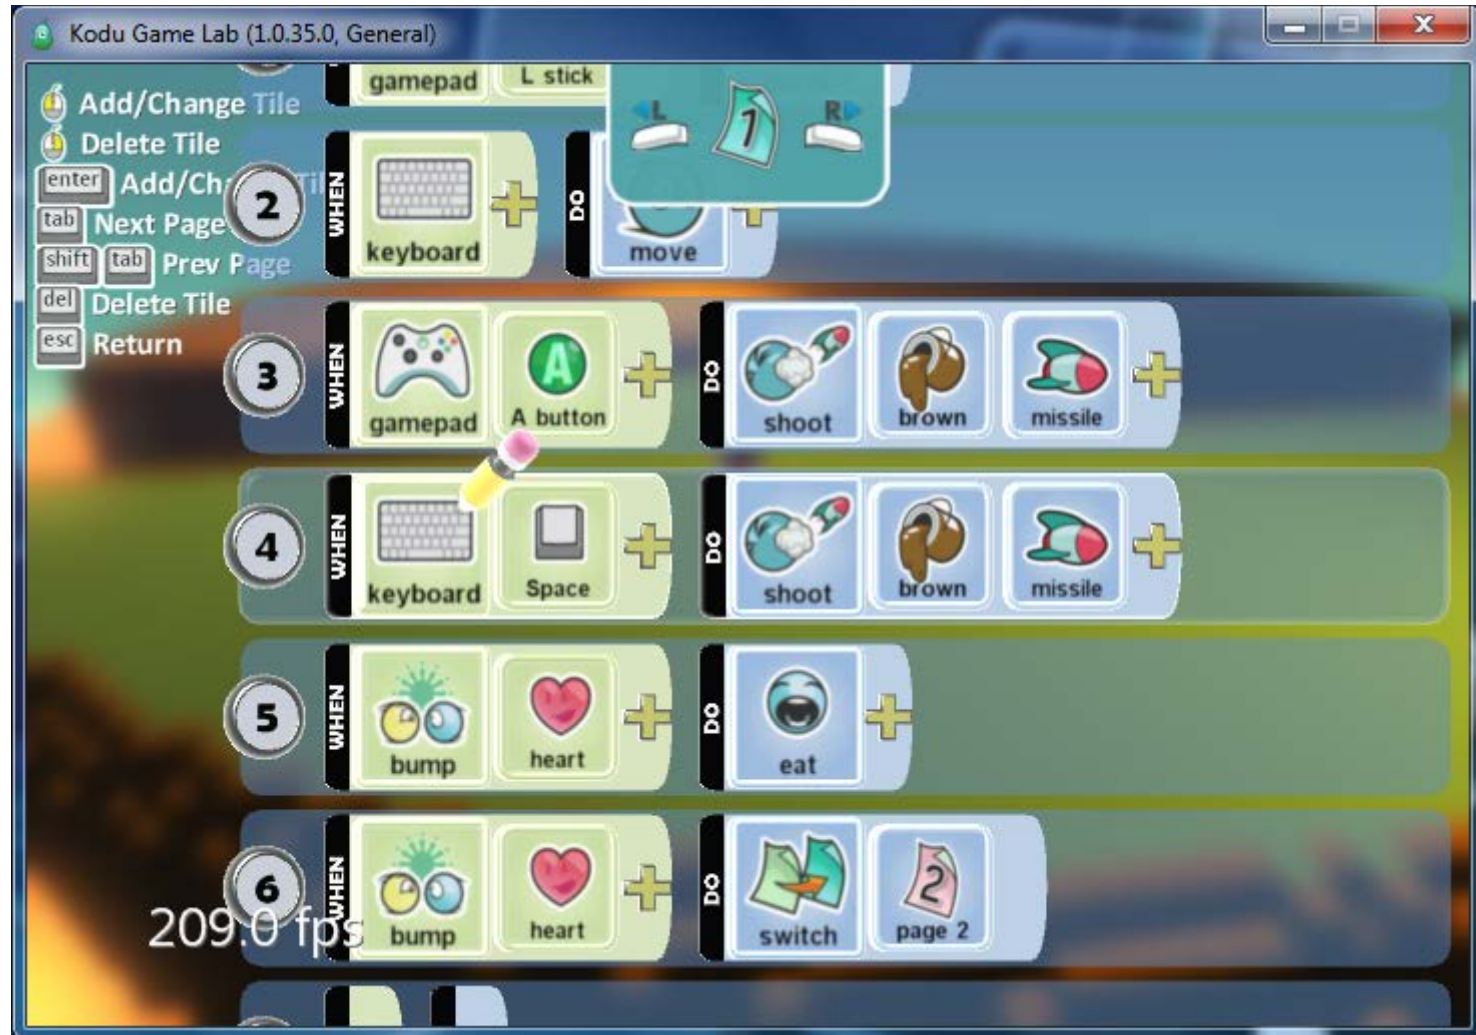 Kodu Game Lab (1.0.35.0, General)
gamepad L stick
L 1 R
Add/Change Tile
Delete Tile
enter Add/Ch
tab Next Page
shift tab Prev Page
del Delete Tile
esc Return
2 WHEN keyboard DO move
3 WHEN gamepad A A button DO shoot brown missile
4 WHEN keyboard Space DO shoot brown missile
5 WHEN bump heart DO eat
6 WHEN bump heart DO switch 2 page 2
209.0 fps